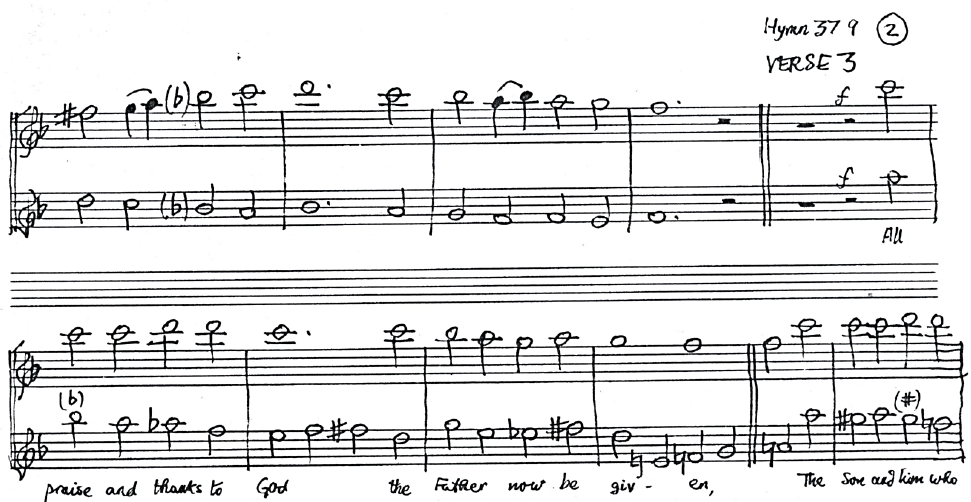 Hymn 379 ②
VERSE 3
(b)
f
f
All
(b)
(#)
praise and thanks to God the Father now be giv - en, The Son and him who